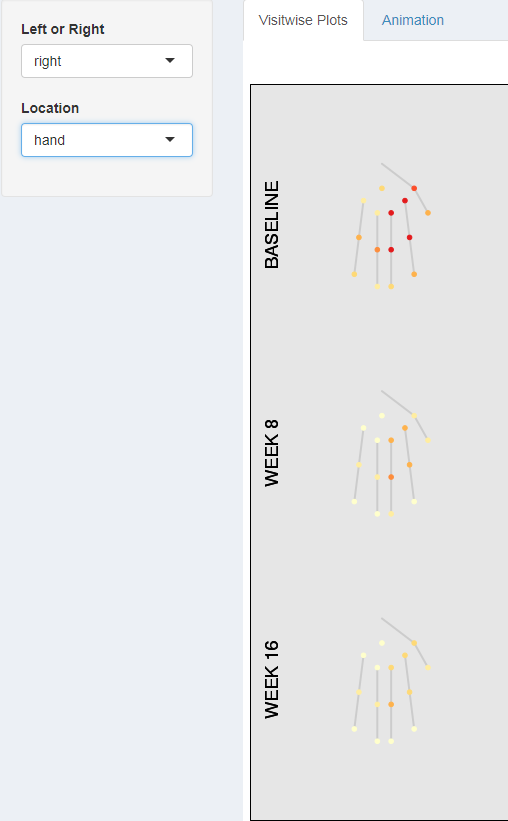 Left or Right
right
Location
hand
Visitwise Plots
Animation
BASELINE
WEEK 8
WEEK 16